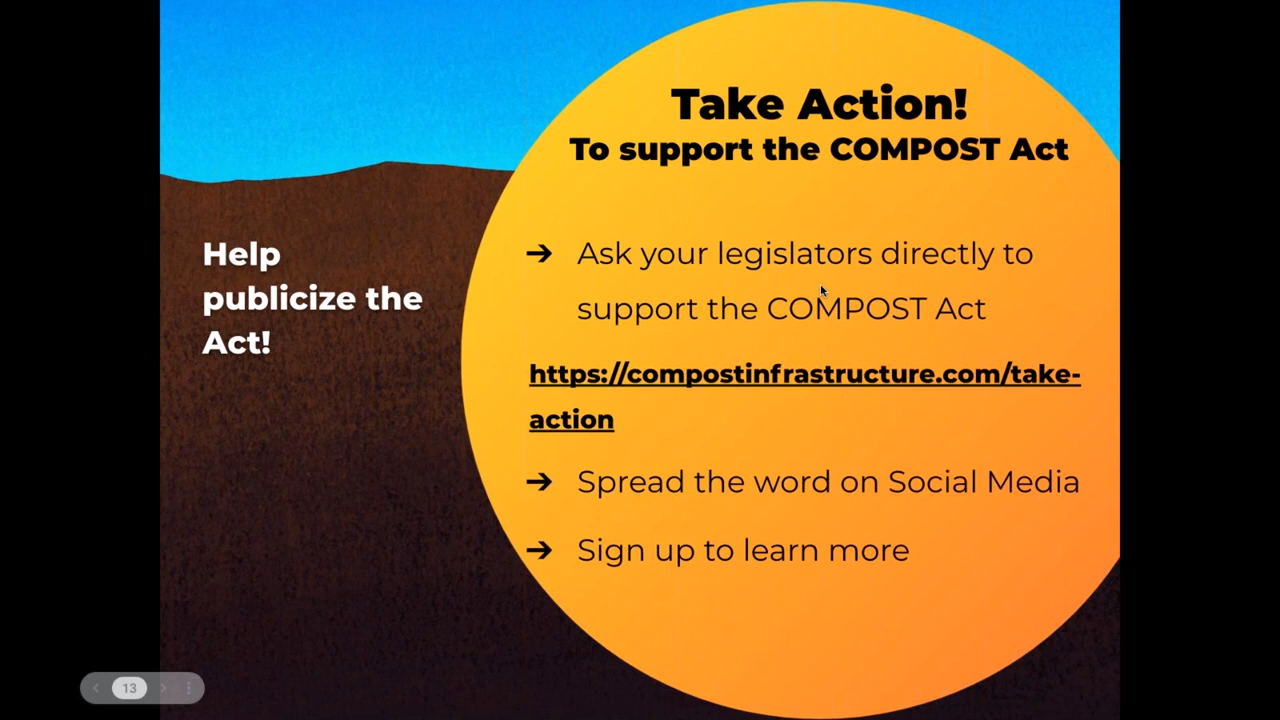 Take Action!
To support the COMPOST Act
Help
publicize the
Act!
➔ Ask your legislators directly to
support the COMPOST Act
https://compostinfrastructure.com/take-
action
➔ Spread the word on Social Media
➔ Sign up to learn more
13